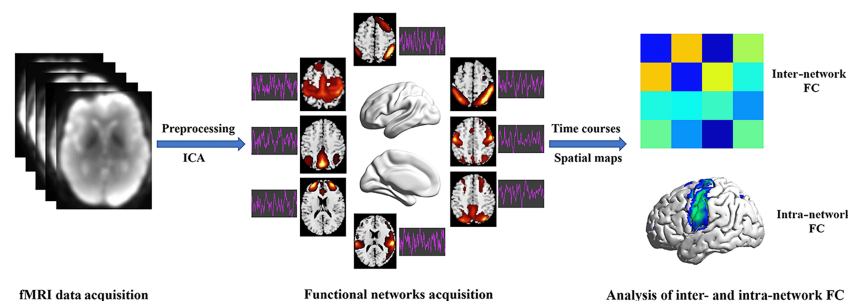 Preprocessing
ICA
Time courses
Spatial maps
Inter-network
FC
Intra-network
FC
fMRI data acquisition
Functional networks acquisition
Analysis of inter- and intra-network FC